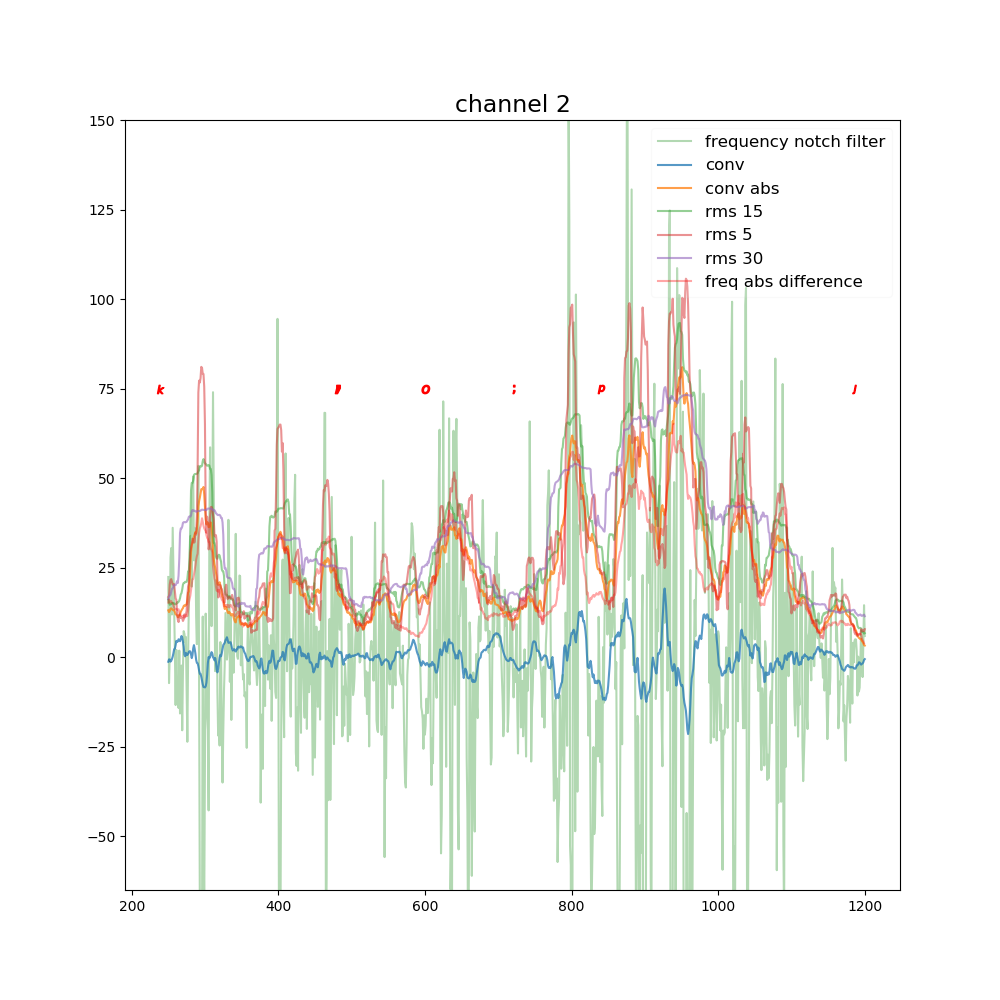 channel 2
150
125
100
75
50
25
0
−25
−50
frequency notch filter
conv
conv abs
rms 15
rms 5
rms 30
freq abs difference
k o ; p
200 400 600 800 1000 1200